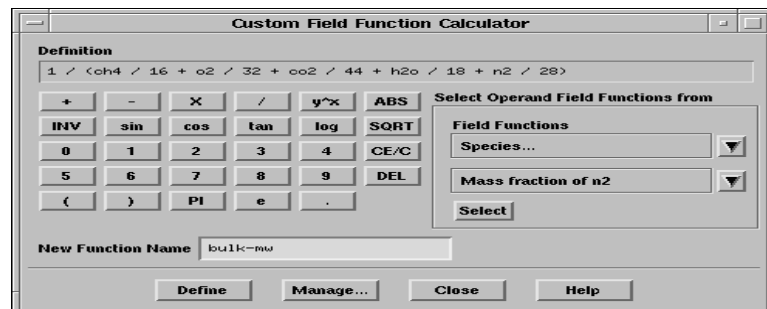 Custom Field Function Calculator
Definition
1 / (ch4 / 16 + o2 / 32 + co2 / 44 + h2o / 18 + n2 / 28)
+ - X / y^x ABS
INV sin cos tan log SQRT
0 1 2 3 4 CE/C
5 6 7 8 9 DEL
( ) PI e .
Select Operand Field Functions from
Field Functions
Species...
Mass fraction of n2
Select
New Function Name bulk-mw
Define Manage... Close Help